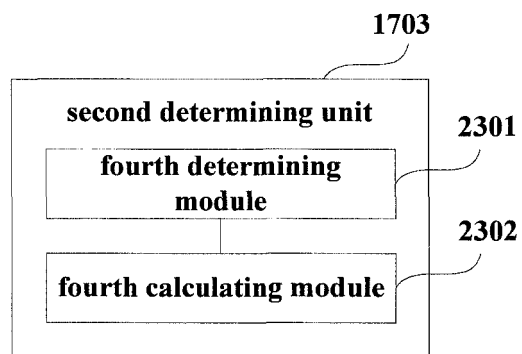 1703
second determining unit
2301
fourth determining
module
2302
fourth calculating module